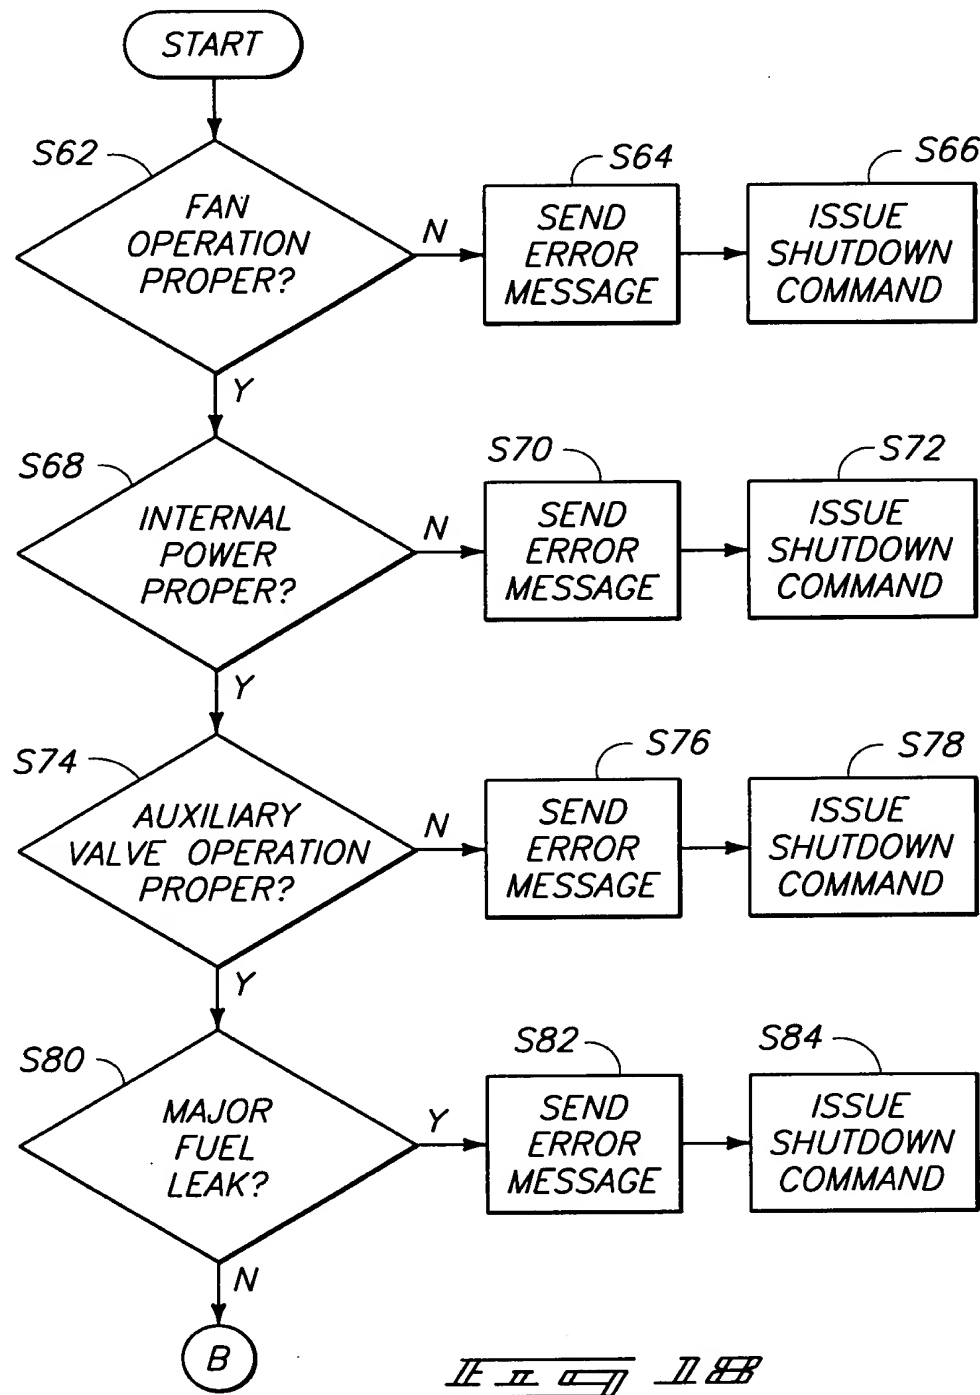 START
S62
FAN
OPERATION
PROPER?
N
S64
SEND
ERROR
MESSAGE
S66
ISSUE
SHUTDOWN
COMMAND
Y
S68
INTERNAL
POWER
PROPER?
N
S70
SEND
ERROR
MESSAGE
S72
ISSUE
SHUTDOWN
COMMAND
Y
S74
AUXILIARY
VALVE OPERATION
PROPER?
N
S76
SEND
ERROR
MESSAGE
S78
ISSUE
SHUTDOWN
COMMAND
Y
S80
MAJOR
FUEL
LEAK?
Y
S82
SEND
ERROR
MESSAGE
S84
ISSUE
SHUTDOWN
COMMAND
N
B
FIG 18